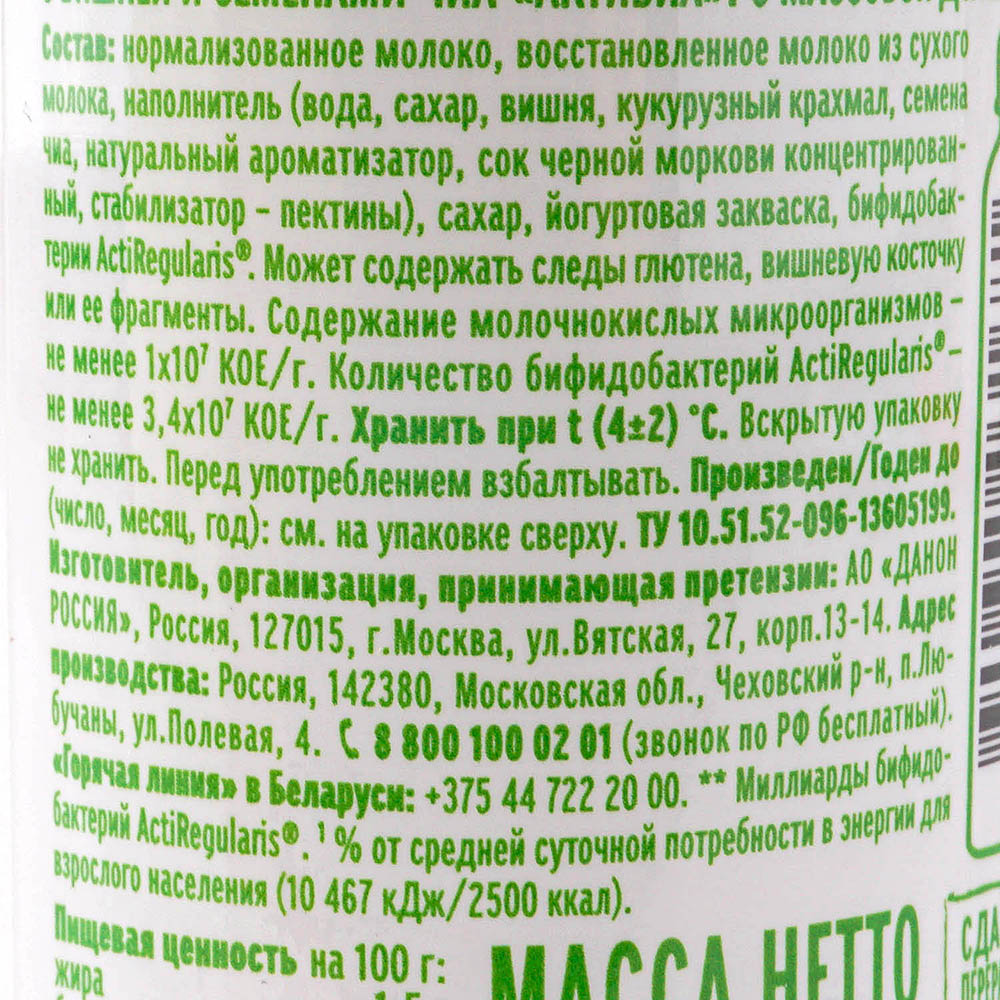 И СЕМЕНАМИ ЧИА «АКТИВИА»
Состав: нормализованное молоко, восстановленное молоко из сухого
молока, наполнитель (вода, сахар, вишня, кукурузный крахмал, семена
чиа, натуральный ароматизатор, сок черной моркови концентрирован-
ный, стабилизатор – пектины), сахар, йогуртовая закваска, бифидобак-
терии ActiRegularis®. Может содержать следы глютена, вишневую косточку
или ее фрагменты. Содержание молочнокислых микроорганизмов –
не менее 1x10⁷ КОЕ/г. Количество бифидобактерий ActiRegularis® –
не менее 3,4x10⁷ КОЕ/г. Хранить при t (4±2) °С. Вскрытую упаковку
не хранить. Перед употреблением взбалтывать. Произведен/Годен до
(число, месяц, год): см. на упаковке сверху. ТУ 10.51.52-096-13605199.
Изготовитель, организация, принимающая претензии: АО «ДАНОН
РОССИЯ», Россия, 127015, г.Москва, ул.Вятская, 27, корп.13-14. Адрес
производства: Россия, 142380, Московская обл., Чеховский р-н, п.Лю-
бучаны, ул.Полевая, 4. 8 800 100 02 01 (звонок по РФ бесплатный).
«Горячая линия» в Беларуси: +375 44 722 20 00. ** Миллиарды бифидо-
бактерий ActiRegularis®. ¹ % от средней суточной потребности в энергии для
взрослого населения (10 467 кДж/2500 ккал).
Пищевая ценность на 100 г:
жира
МАССА НЕТТО